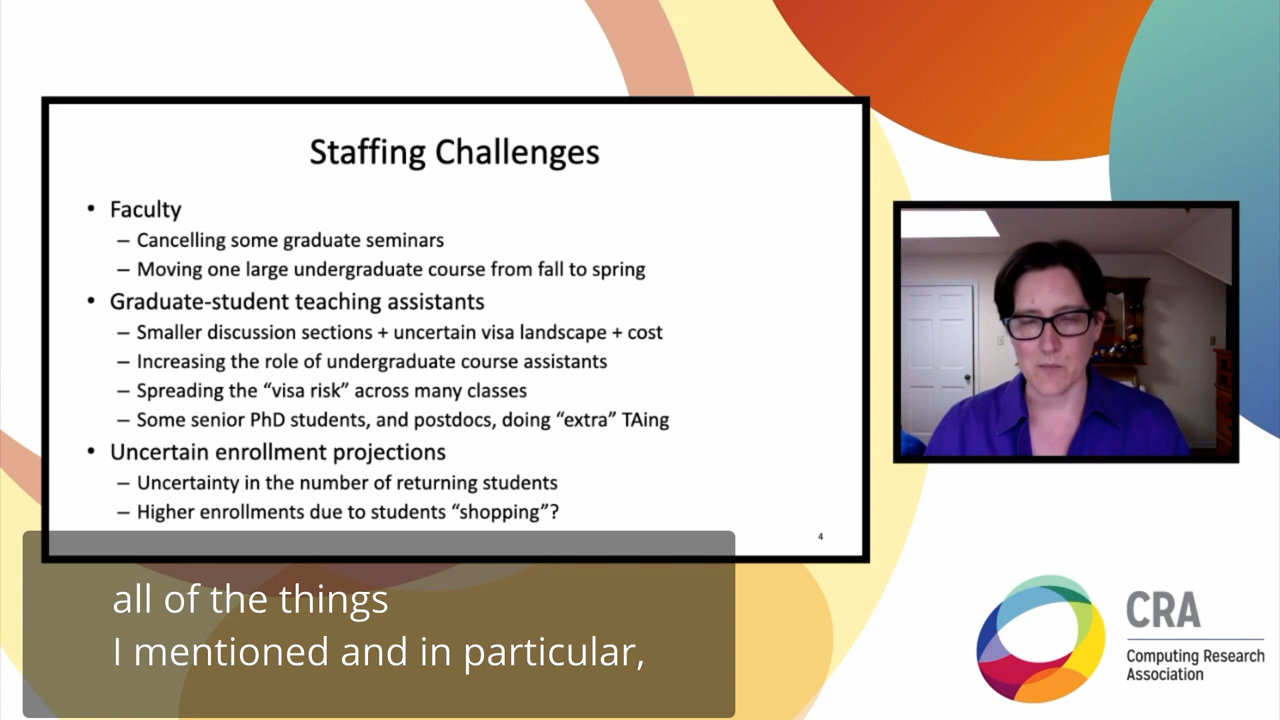 Staffing Challenges
• Faculty
– Cancelling some graduate seminars
– Moving one large undergraduate course from fall to spring
• Graduate-student teaching assistants
– Smaller discussion sections + uncertain visa landscape + cost
– Increasing the role of undergraduate course assistants
– Spreading the “visa risk” across many classes
– Some senior PhD students, and postdocs, doing “extra” TAing
• Uncertain enrollment projections
– Uncertainty in the number of returning students
– Higher enrollments due to students “shopping”?
4
all of the things
I mentioned and in particular,
CRA
Computing Research
Association